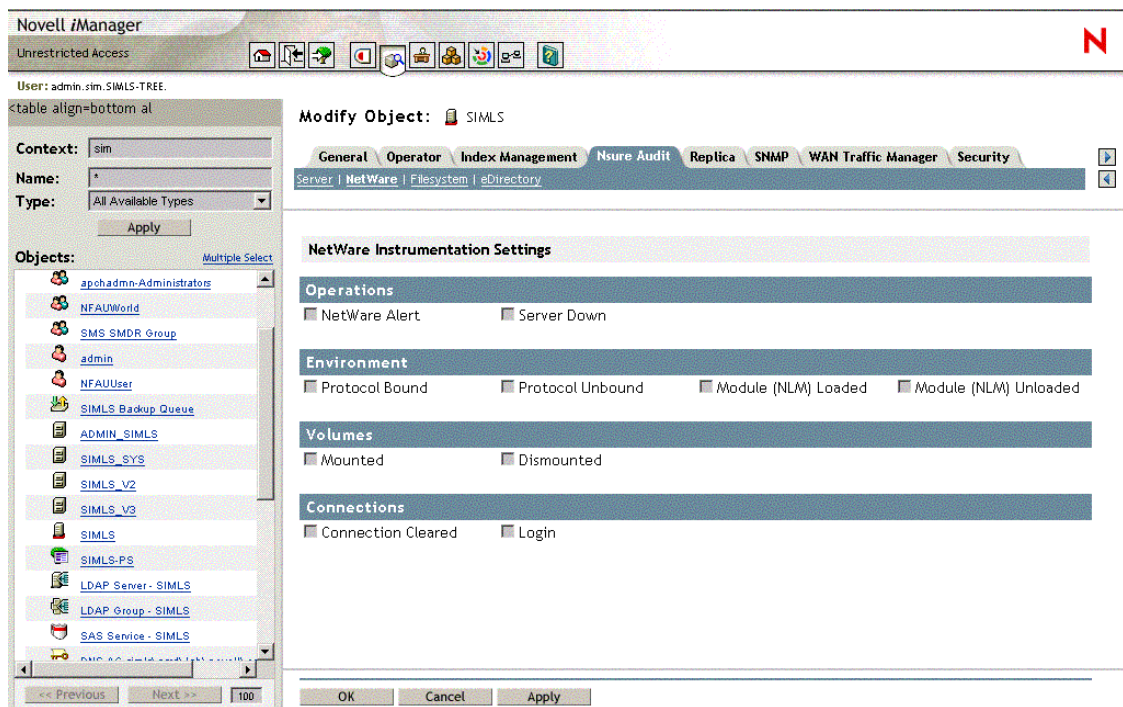 Novell iManager
Unrestricted Access
N
User: admin.sim.SIMLS-TREE.
<table align=bottom al
Context: sim
Name: *
Type: All Available Types
Apply
Objects: Multiple Select
apchadmn-Administrators
NFAUWorld
SMS SMDR Group
admin
NFAUUser
SIMLS Backup Queue
ADMIN_SIMLS
SIMLS_SYS
SIMLS_V2
SIMLS_V3
SIMLS
SIMLS-PS
LDAP Server - SIMLS
LDAP Group - SIMLS
SAS Service - SIMLS
<< Previous Next >> 100
Modify Object: SIMLS
General Operator Index Management Nsure Audit Replica SNMP WAN Traffic Manager Security
Server | NetWare | Filesystem | eDirectory
NetWare Instrumentation Settings
Operations
NetWare Alert Server Down
Environment
Protocol Bound Protocol Unbound Module (NLM) Loaded Module (NLM) Unloaded
Volumes
Mounted Dismounted
Connections
Connection Cleared Login
OK Cancel Apply